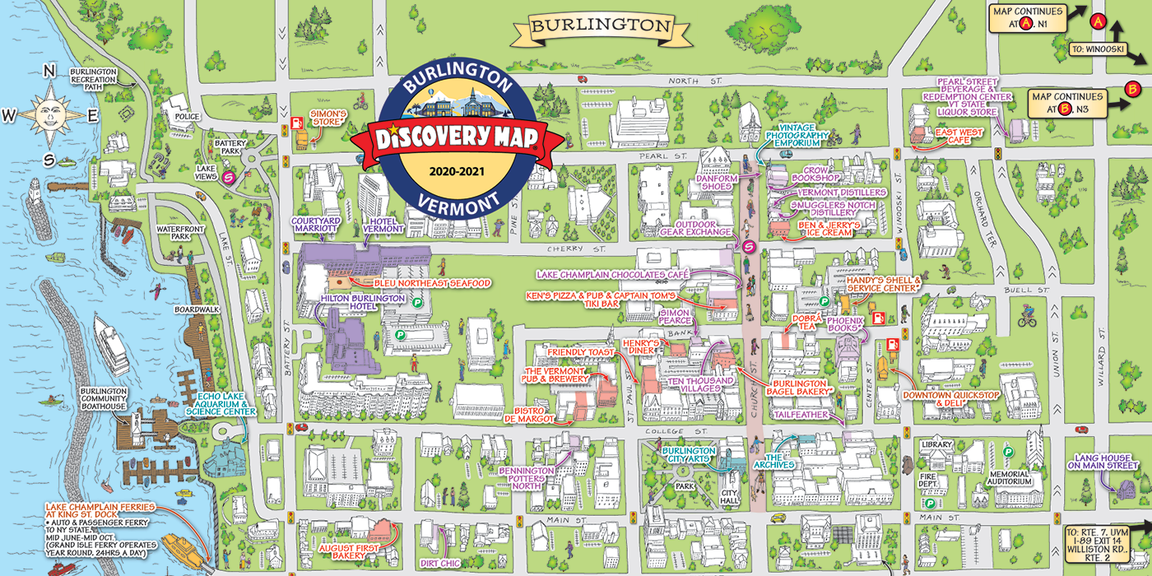 BURLINGTON
MAP CONTINUES
AT A, N1
A
TO: WINOOSKI
N
W E
S
BURLINGTON
RECREATION
PATH
NORTH ST.
MAP CONTINUES
AT B, N3
B
POLICE
SIMON'S
STORE*
BURLINGTON
DISCOVERY MAP
2020-2021
VERMONT
PEARL STREET
BEVERAGE &
REDEMPTION CENTER
VT STATE
LIQUOR STORE
EAST WEST
CAFE
BATTERY
PARK
LAKE
VIEWS
S
PEARL ST.
VINTAGE
PHOTOGRAPHY
EMPORIUM
DANFORM
SHOES
CROW
BOOKSHOP
VERMONT DISTILLERS
SMUGGLERS NOTCH
DISTILLERY
BEN & JERRY'S
ICE CREAM
OUTDOOR
GEAR EXCHANGE
S
WINOOSKI ST.
ORCHARD TER.
COURTYARD
MARRIOTT
HOTEL
VERMONT
PINE ST.
WATERFRONT
PARK
LAKE ST.
CHERRY ST.
BLEU NORTHEAST SEAFOOD
HILTON BURLINGTON
HOTEL
P
P
LAKE CHAMPLAIN CHOCOLATES CAFÉ
KEN'S PIZZA & PUB & CAPTAIN TOM'S
TIKI BAR
SIMON
PEARCE
HANDY'S SHELL &
SERVICE CENTER*
P
BUELL ST.
BOARDWALK
BATTERY ST.
BANK
DOBRÁ
TEA
PHOENIX
BOOKS
HENRY'S
DINER
FRIENDLY TOAST
THE VERMONT
PUB & BREWERY
ST. PAUL ST.
TEN THOUSAND
VILLAGES
CHURCH ST.
BURLINGTON
BAGEL BAKERY*
CENTER ST.
DOWNTOWN QUICKSTOP
& DELI*
UNION ST.
WILLARD ST.
BISTRO
DE MARGOT
TAILFEATHER
BURLINGTON
COMMUNITY
BOATHOUSE
ECHO LAKE
AQUARIUM &
SCIENCE CENTER
COLLEGE ST.
BENNINGTON
POTTERS
NORTH
BURLINGTON
CITY ARTS
PARK
CITY
HALL
THE
ARCHIVES
LIBRARY
FIRE
DEPT.
P
MEMORIAL
AUDITORIUM
P
LANG HOUSE
ON MAIN STREET
LAKE CHAMPLAIN FERRIES
AT KING ST. DOCK
• AUTO & PASSENGER FERRY
TO NY STATE,
MID JUNE-MID OCT.
(GRAND ISLE FERRY OPERATES
YEAR ROUND, 24HRS A DAY)
MAIN ST.
MAIN ST.
AUGUST FIRST
BAKERY
DIRT CHIC
TO: RTE. 7, UVM
I-89 EXIT 14
WILLISTON RD.,
RTE. 2